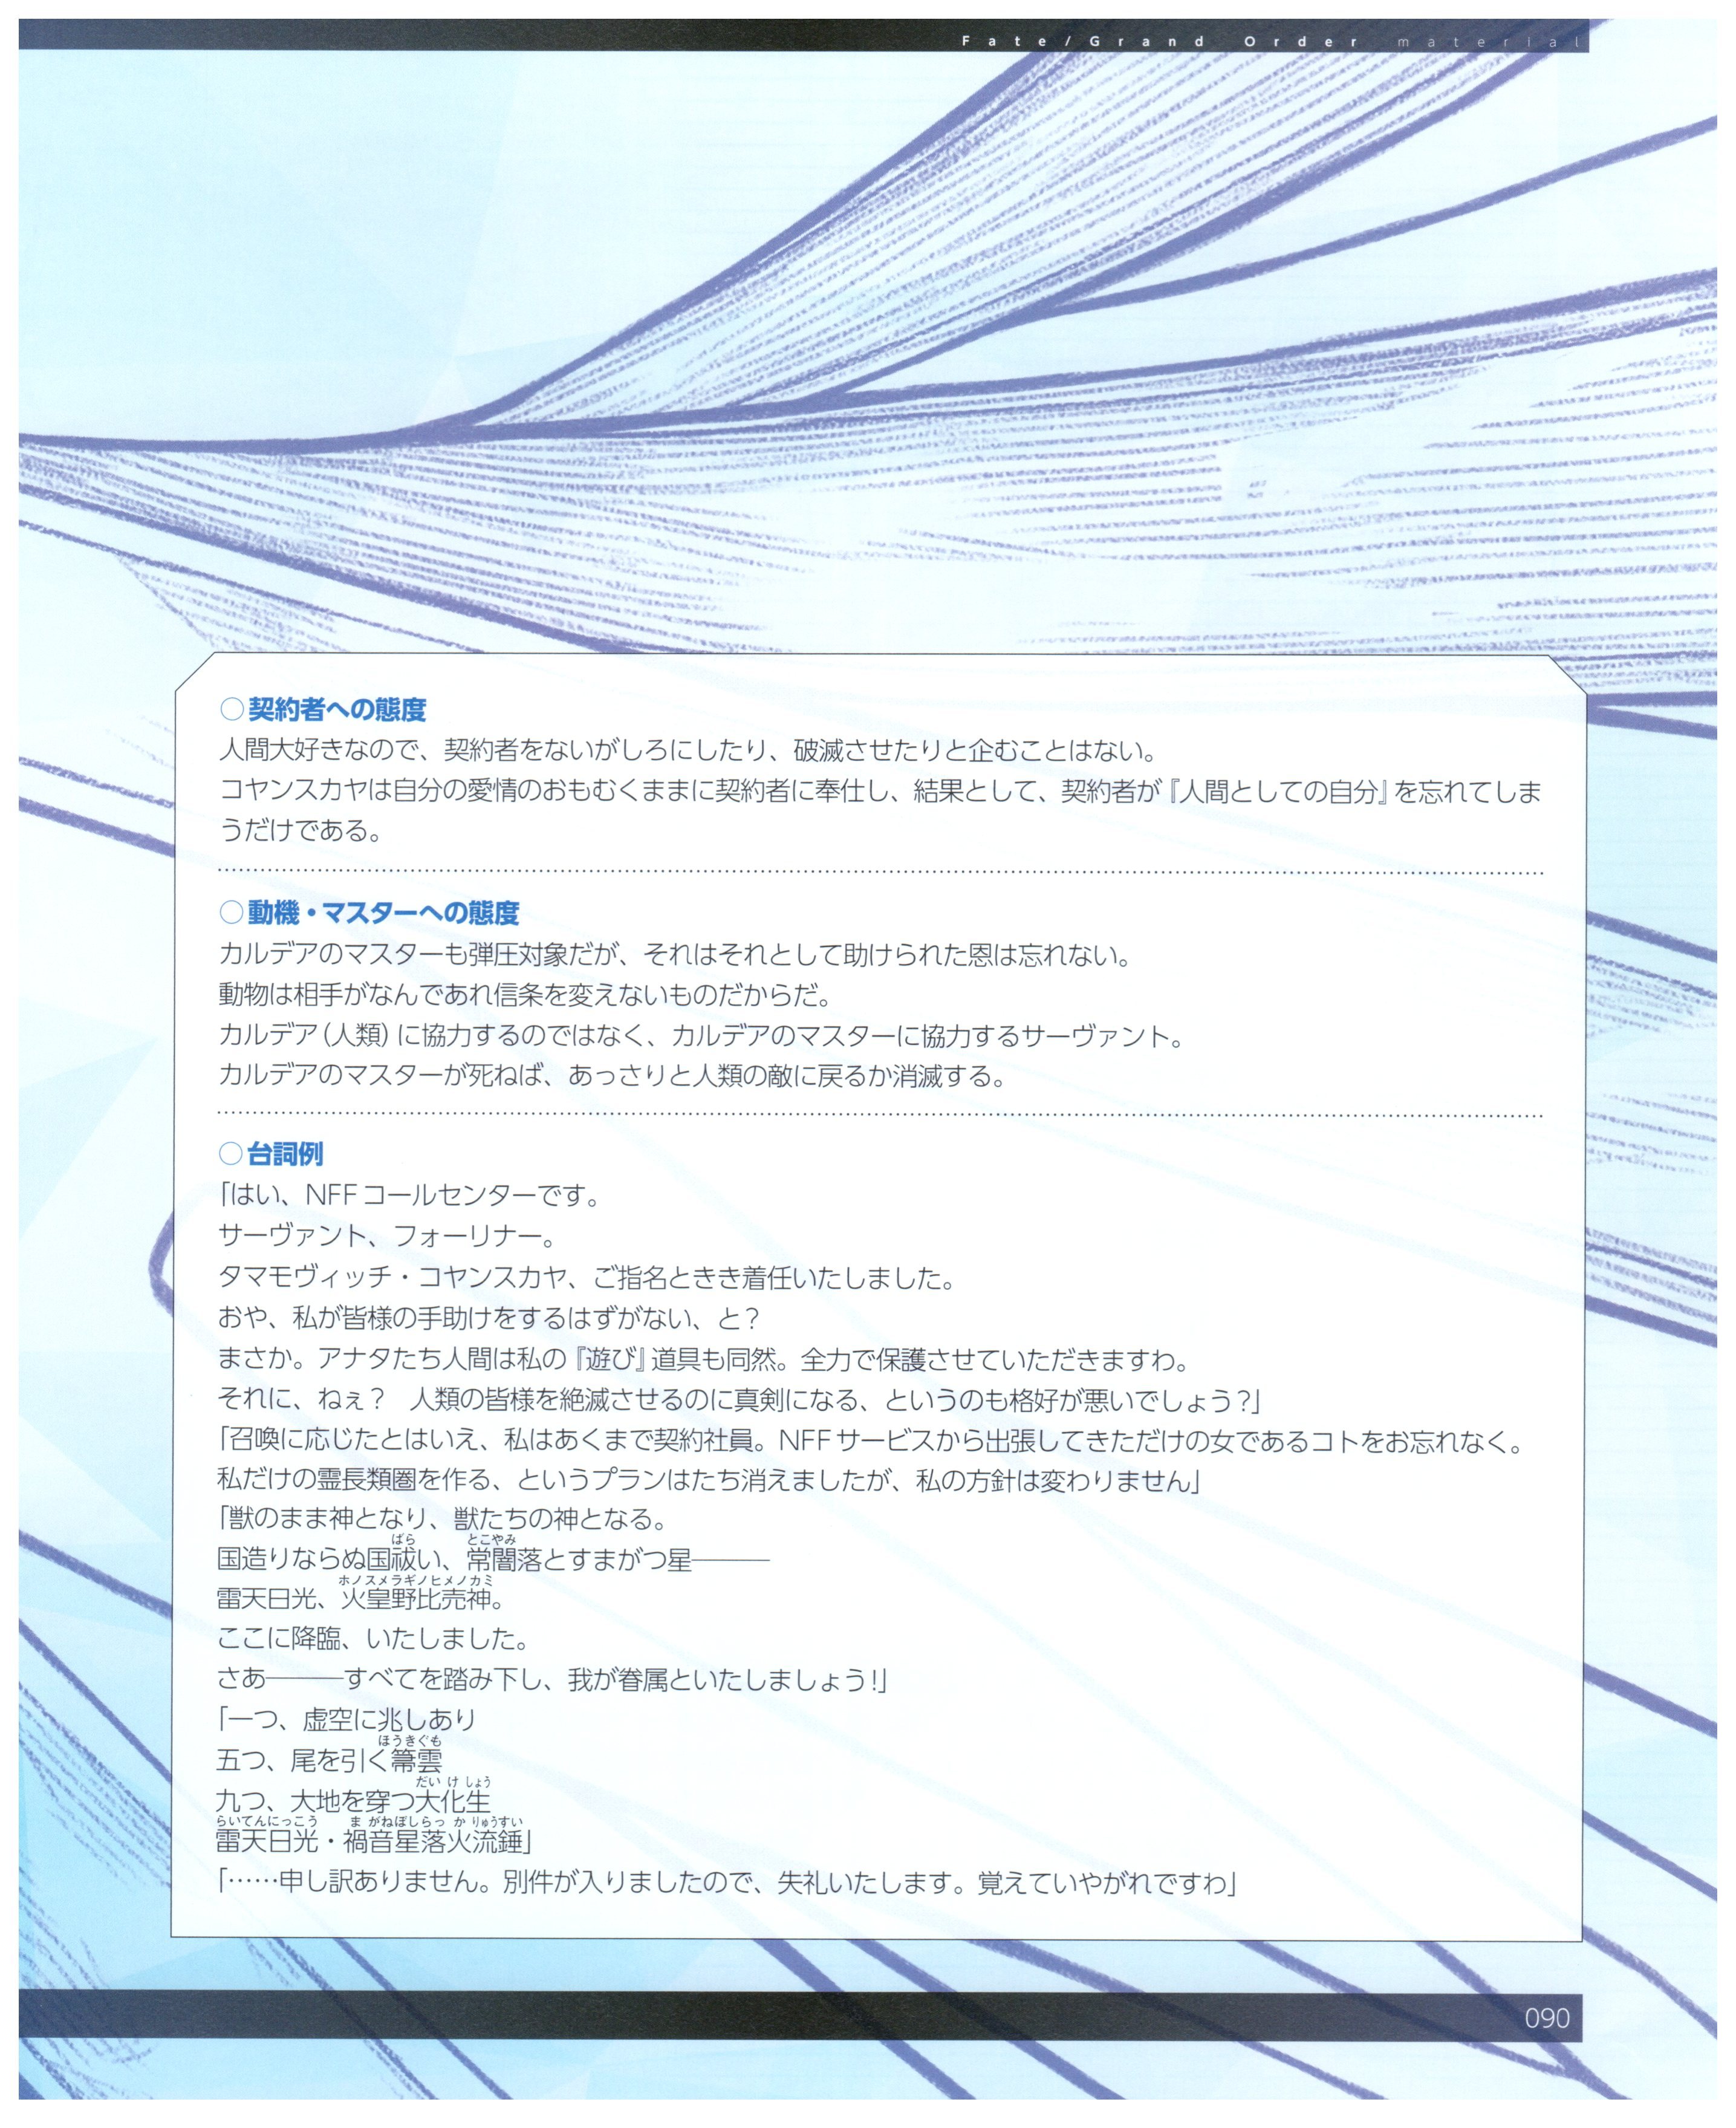 Fate/Grand Order material
○契約者への態度
人間大好きなので、契約者をないがしろにしたり、破滅させたりと企むことはない。
コヤンスカヤは自分の愛情のおもむくままに契約者に奉仕し、結果として、契約者が『人間としての自分』を忘れてしま
うだけである。
○動機・マスターへの態度
カルデアのマスターも弾圧対象だが、それはそれとして助けられた恩は忘れない。
動物は相手がなんであれ信条を変えないものだからだ。
カルデア(人類)に協力するのではなく、カルデアのマスターに協力するサーヴァント。
カルデアのマスターが死ねば、あっさりと人類の敵に戻るか消滅する。
○台詞例
「はい、NFFコールセンターです。
サーヴァント、フォーリナー。
タマモヴィッチ・コヤンスカヤ、ご指名ときき着任いたしました。
おや、私が皆様の手助けをするはずがない、と?
まさか。アナタたち人間は私の『遊び』道具も同然。全力で保護させていただきますわ。
それに、ねぇ? 人類の皆様を絶滅させるのに真剣になる、というのも格好が悪いでしょう?」
「召喚に応じたとはいえ、私はあくまで契約社員。NFFサービスから出張してきただけの女であるコトをお忘れなく。
私だけの霊長類圏を作る、というプランはたち消えましたが、私の方針は変わりません」
「獣のまま神となり、獣たちの神となる。
ばら とこやみ
国造りならぬ国祓い、常闇落とすまがつ星―――
ホノスメラギノヒメノカミ
雷天日光、火皇野比売神。
ここに降臨、いたしました。
さあ―――すべてを踏み下し、我が眷属といたしましょう!」
「一つ、虚空に兆しあり
ほうきぐも
五つ、尾を引く箒雲
だいけしょう
九つ、大地を穿つ大化生
らいてんにっこう まがねぼしらっかりゅうすい
雷天日光・禍音星落火流錘」
「……申し訳ありません。別件が入りましたので、失礼いたします。覚えていやがれですわ」
090